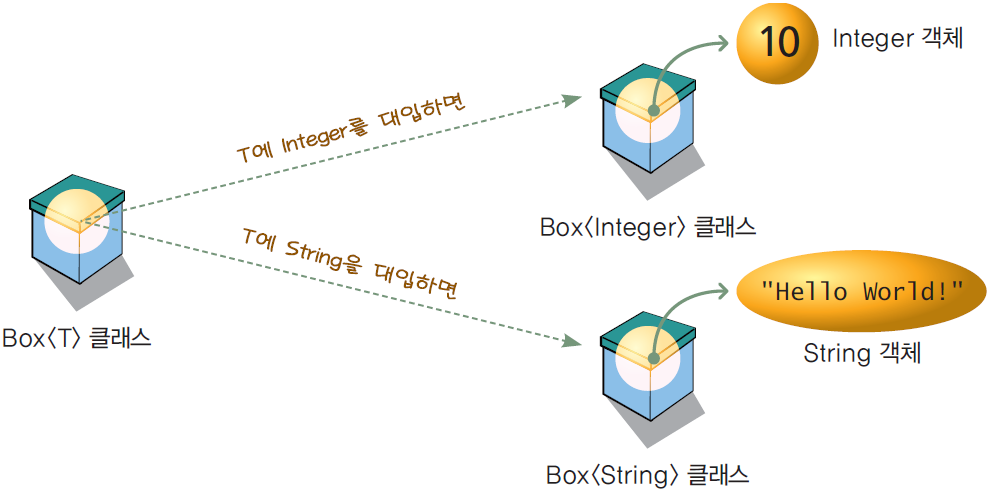 10
Integer 객체
T에 Integer를 대입하면
Box〈Integer〉 클래스
T에 String을 대입하면
"Hello World!"
Box〈T〉 클래스
String 객체
Box〈String〉 클래스